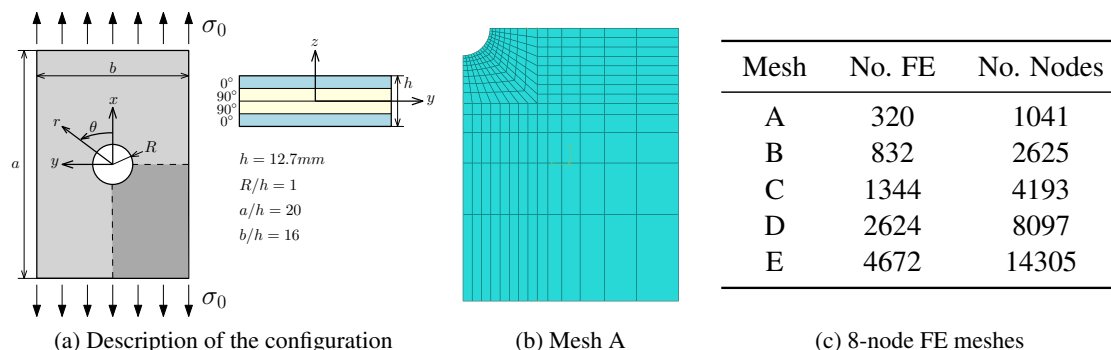 σ₀
b
x
r
θ
R
y
a
σ₀
z
0°
90°
90°
0°
h
y
h = 12.7mm
R/h = 1
a/h = 20
b/h = 16
(a) Description of the configuration
(b) Mesh A
Mesh No. FE No. Nodes
A 320 1041
B 832 2625
C 1344 4193
D 2624 8097
E 4672 14305
(c) 8-node FE meshes